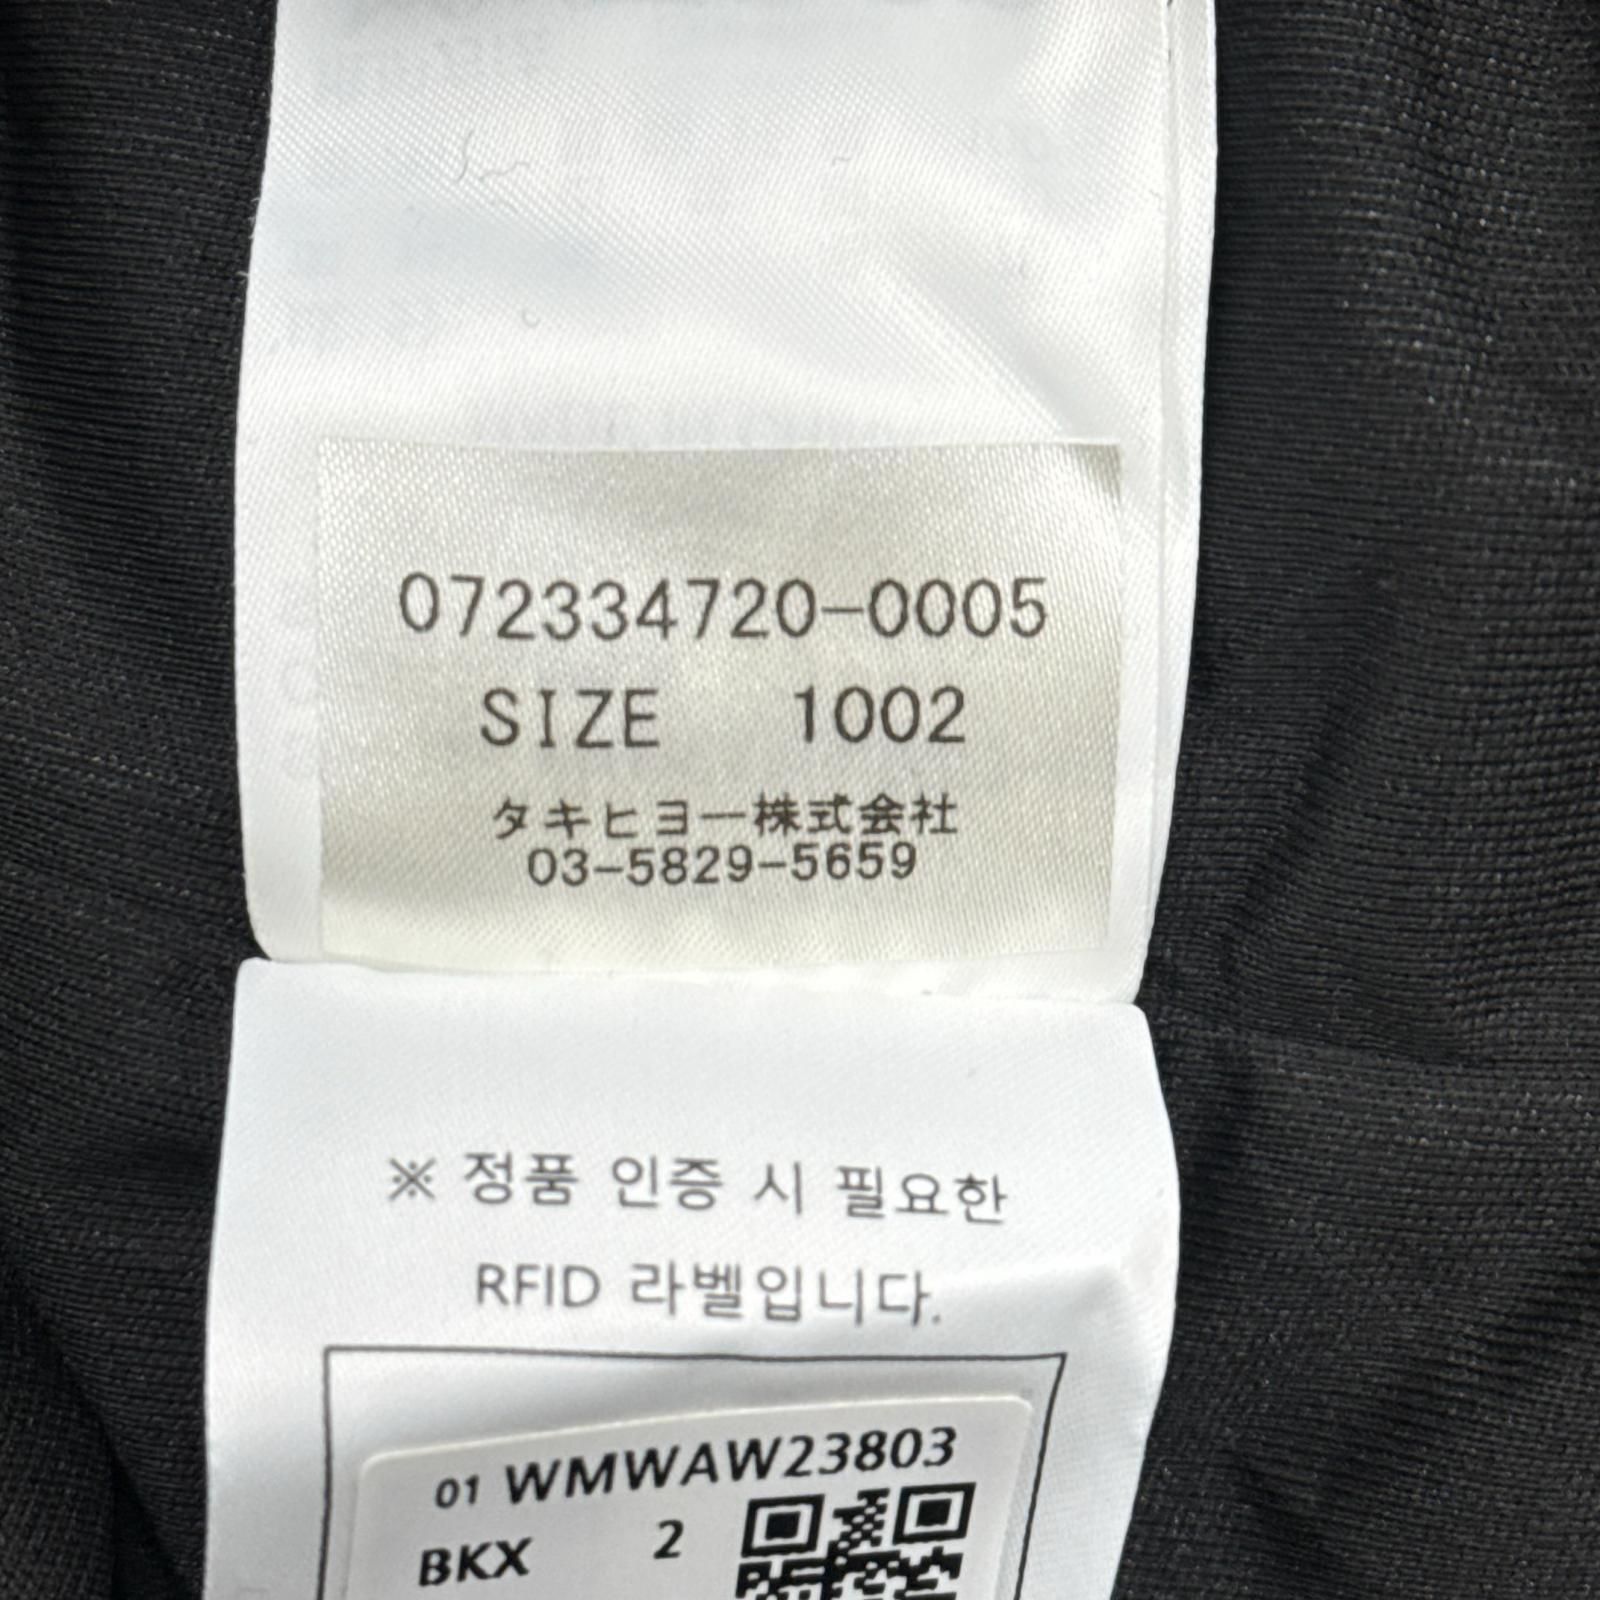 072334720-0005
SIZE 1002
タキヒヨー株式会社
03-5829-5659
※ 정품 인증 시 필요한
RFID 라벨입니다.
01 WMWAW23803
BKX 2